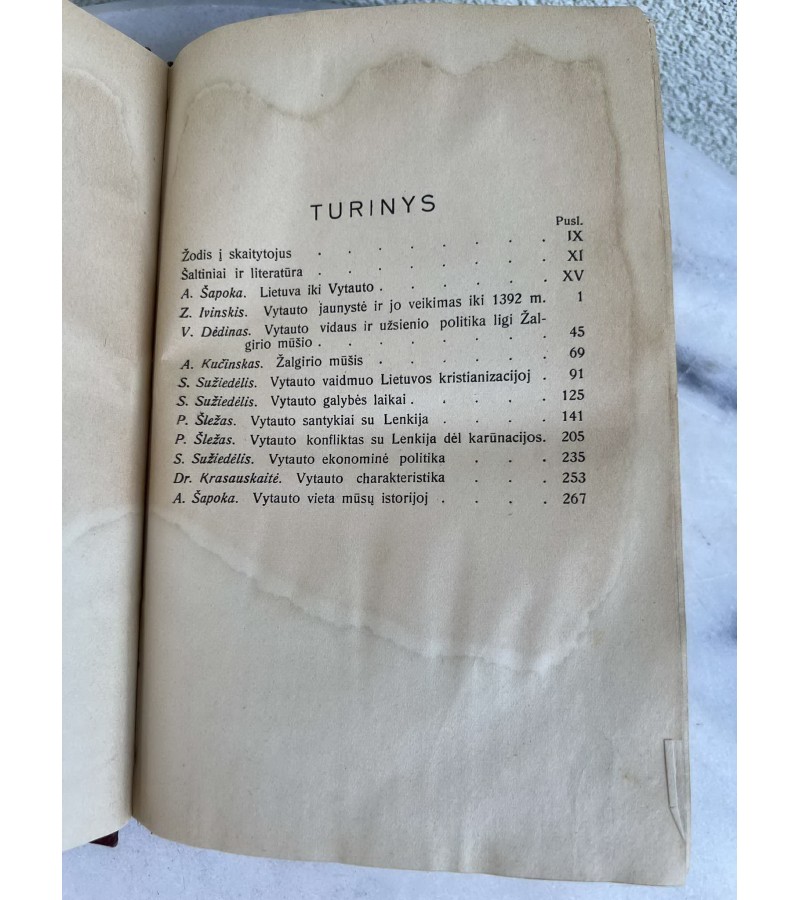 TURINYS
Pusl.
Žodis į skaitytojus . . . . . . . . IX
Šaltiniai ir literatūra . . . . . . . . XI
A. Šapoka. Lietuva iki Vytauto . . . . . . XV
Z. Ivinskis. Vytauto jaunystė ir jo veikimas iki 1392 m. 1
V. Dėdinas. Vytauto vidaus ir užsienio politika ligi Žal-
girio mūšio . . . . . . . . 45
A. Kučinskas. Žalgirio mūšis . . . . . . 69
S. Sužiedėlis. Vytauto vaidmuo Lietuvos kristianizacijoj . 91
S. Sužiedėlis. Vytauto galybės laikai . . . . . 125
P. Šležas. Vytauto santykiai su Lenkija . . . . 141
P. Šležas. Vytauto konfliktas su Lenkija dėl karūnacijos. 205
S. Sužiedėlis. Vytauto ekonominė politika . . . 235
Dr. Krasauskaitė. Vytauto charakteristika . . . 253
A. Šapoka. Vytauto vieta mūsų istorijoj . . . . 267